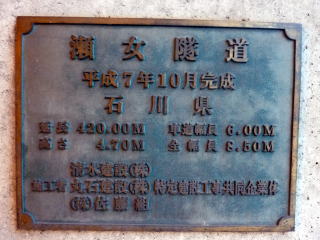 瀬女隧道
平成7年10月完成
石川県
延長 420.00M 車道幅員 6.00M
高さ 4.70M 全幅員 8.50M
清水建設(株)
施工者 丸石建設(株) 特定建設工事共同企業体
(株)佐藤組